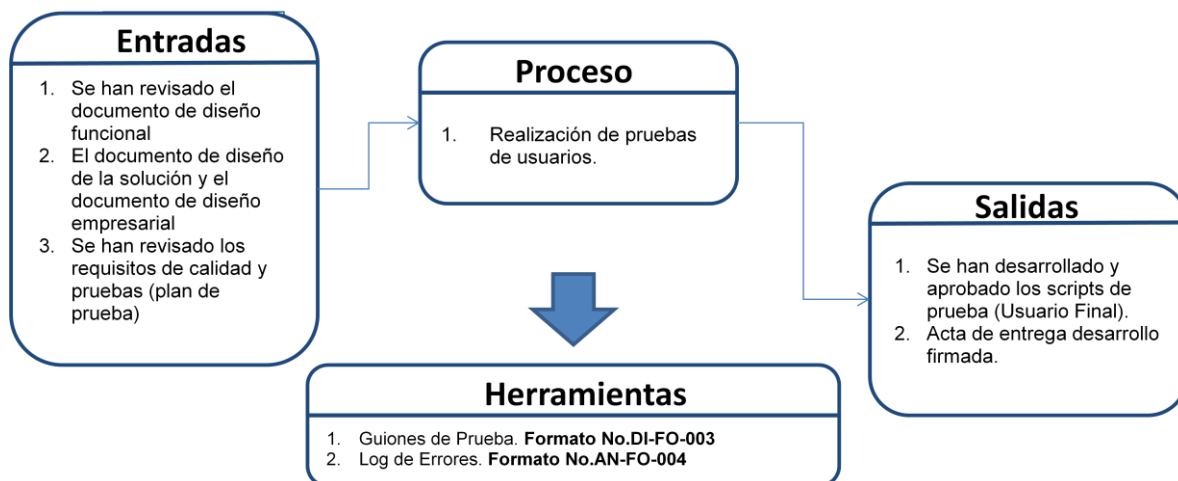 Entradas
1. Se han revisado el
documento de diseño
funcional
2. El documento de diseño
de la solución y el
documento de diseño
empresarial
3. Se han revisado los
requisitos de calidad y
pruebas (plan de
prueba)
Proceso
1. Realización de pruebas
de usuarios.
Salidas
1. Se han desarrollado y
aprobado los scripts de
prueba (Usuario Final).
2. Acta de entrega desarrollo
firmada.
Herramientas
1. Guiones de Prueba. Formato No.DI-FO-003
2. Log de Errores. Formato No.AN-FO-004